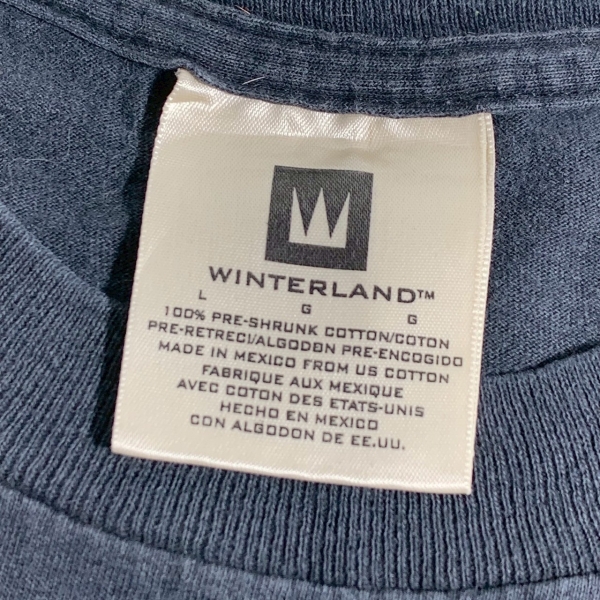 W
WINTERLAND™
L G G
100% PRE-SHRUNK COTTON/COTON
PRE-RETRECI/ALGODON PRE-ENCOGIDO
MADE IN MEXICO FROM US COTTON
FABRIQUE AUX MEXIQUE
AVEC COTON DES ETATS-UNIS
HECHO EN MEXICO
CON ALGODON DE EE.UU.